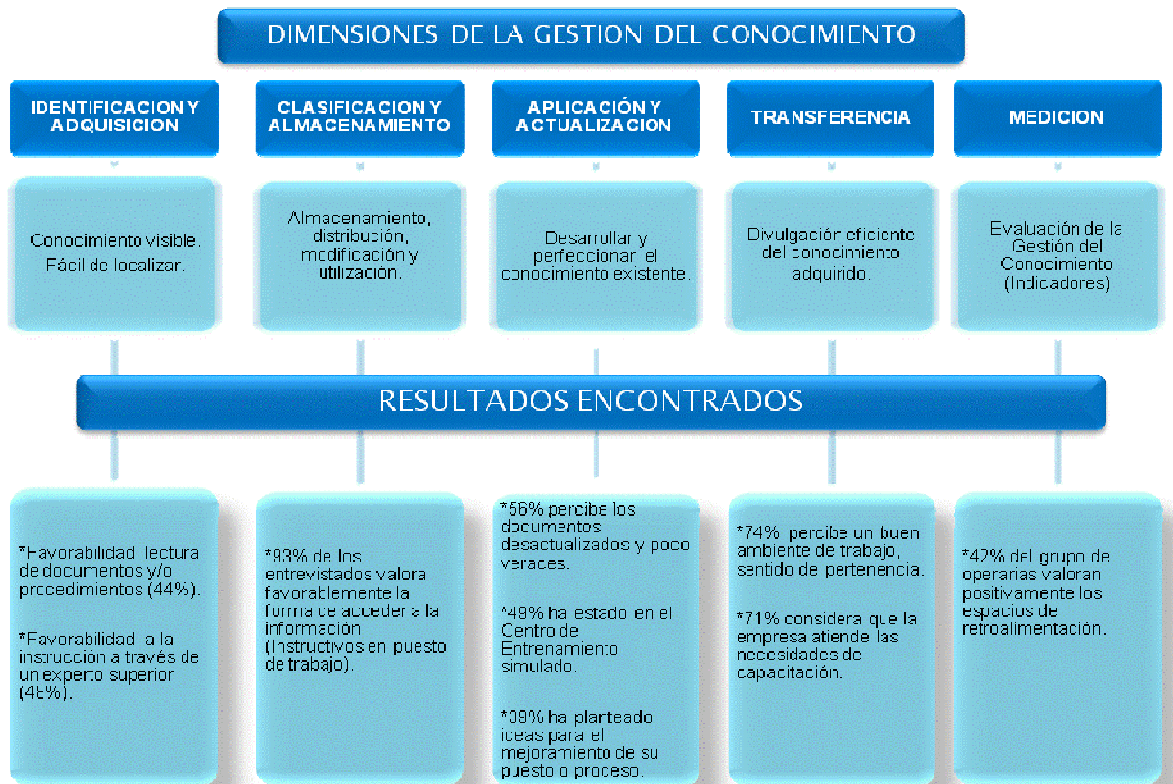 DIMENSIONES DE LA GESTION DEL CONOCIMIENTO
IDENTIFICACION Y
ADQUISICION
CLASIFICACION Y
ALMACENAMIENTO
APLICACIÓN Y
ACTUALIZACION
TRANSFERENCIA
MEDICION
Conocimiento visible.
Fácil de localizar.
Almacenamiento,
distribución,
modificación y
utilización.
Desarrollar y
perfeccionar el
conocimiento existente.
Divulgación eficiente
del conocimiento
adquirido.
Evaluación de la
Gestión del
Conocimiento
(Indicadores)
RESULTADOS ENCONTRADOS
*Favorabilidad lectura
de documentos y/o
procedimientos (44%).
*Favorabilidad a la
instrucción a través de
un experto superior
*93% de los
entrevistados valora
favorablemente la
forma de acceder a la
información
(Instructivos en puesto
de trabajo).
*56% percibe los
documentos
desactualizados y poco
veraces.
*49% ha estado en el
Centro de
Entrenamiento
simulado.
*39% ha planteado
ideas para el
mejoramiento de su
puesto o proceso.
*74% percibe un buen
ambiente de trabajo,
sentido de pertenencia.
*71% considera que la
empresa atiende las
necesidades de
capacitación.
*42% del grupo de
operarias valoran
positivamente los
espacios de
retroalimentación.